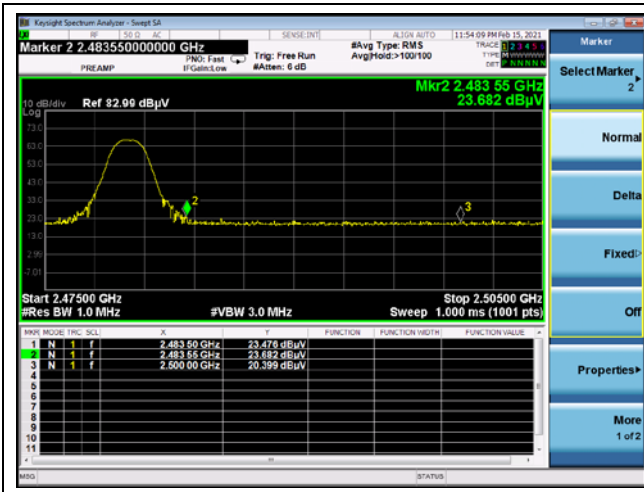 Keysight Spectrum Analyzer - Swept SA
RF 50 Ω AC SENSE:INT ALIGN AUTO 11:54:09 PM Feb 15, 2021
Marker 2 2.483550000000 GHz
PREAMP
PNO: Fast
IFGain:Low
Trig: Free Run
#Atten: 6 dB
#Avg Type: RMS
Avg|Hold:>100/100
TRACE 1 2 3 4 5 6
TYPE M
DET P N N N N N
Mkr2 2.483 55 GHz
23.682 dBµV
10 dB/div Ref 82.99 dBµV
Log
73.0
63.0
53.0
43.0
33.0
23.0
13.0
2.99
-7.01
2
3
Start 2.47500 GHz Stop 2.50500 GHz
#Res BW 1.0 MHz #VBW 3.0 MHz Sweep 1.000 ms (1001 pts)
MKR MODE TRC SCL X Y FUNCTION FUNCTION WIDTH FUNCTION VALUE
1 N 1 f 2.483 50 GHz 23.476 dBµV
2 N 1 f 2.483 55 GHz 23.682 dBµV
3 N 1 f 2.500 00 GHz 20.399 dBµV
4
5
6
7
8
9
10
11
MSG STATUS
Marker
Select Marker
2
Normal
Delta
Fixed
Off
Properties
More
1 of 2